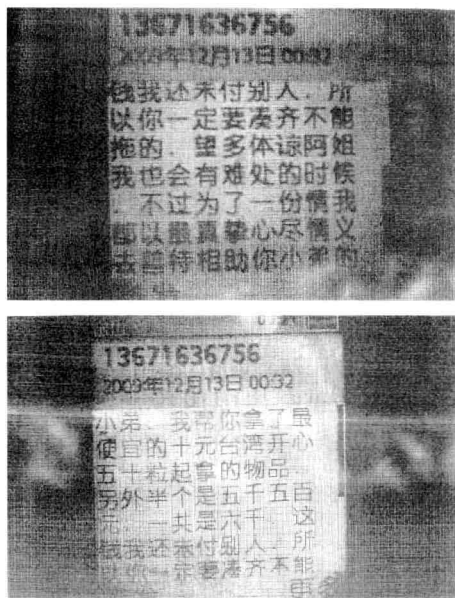 13671636756
2009年12月13日 00:32
钱我还未付别人．所
以你一定要凑齐不能
拖的．望多体谅阿姐
我也会有难处的时候
．不过为了一份情我
都以最真挚心尽情义
去善待相助你小弟的
13671636756
2009年12月13日 00:32
小弟．我帮你拿了最
便宜的十元台湾开心
五十粒起拿的物品．
另外半个是五千五百
元．一共是六千．这
钱我还未付别人．所
以你一定要凑齐不能